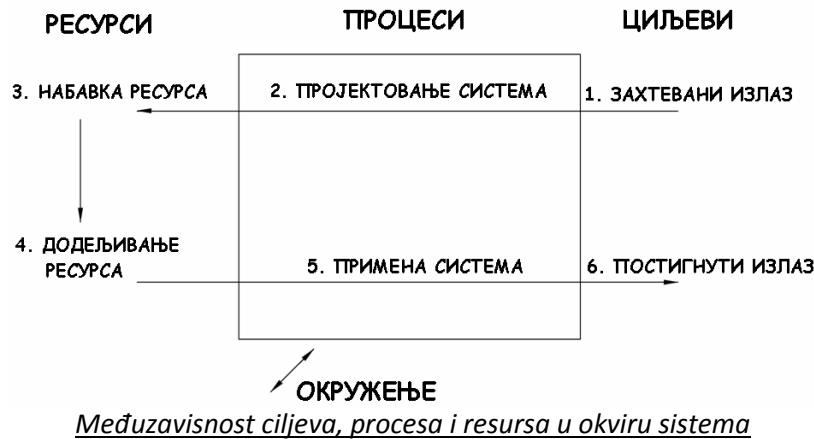 РЕСУРСИ
ПРОЦЕСИ
ЦИЉЕВИ
3. НАБАВКА РЕСУРСА
2. ПРОЈЕКТОВАЊЕ СИСТЕМА
1. ЗАХТЕВАНИ ИЗЛАЗ
4. ДОДЕЉИВАЊЕ
РЕСУРСА
5. ПРИМЕНА СИСТЕМА
6. ПОСТИГНУТИ ИЗЛАЗ
ОКРУЖЕЊЕ
Međuzavisnost ciljeva, procesa i resursa u okviru sistema